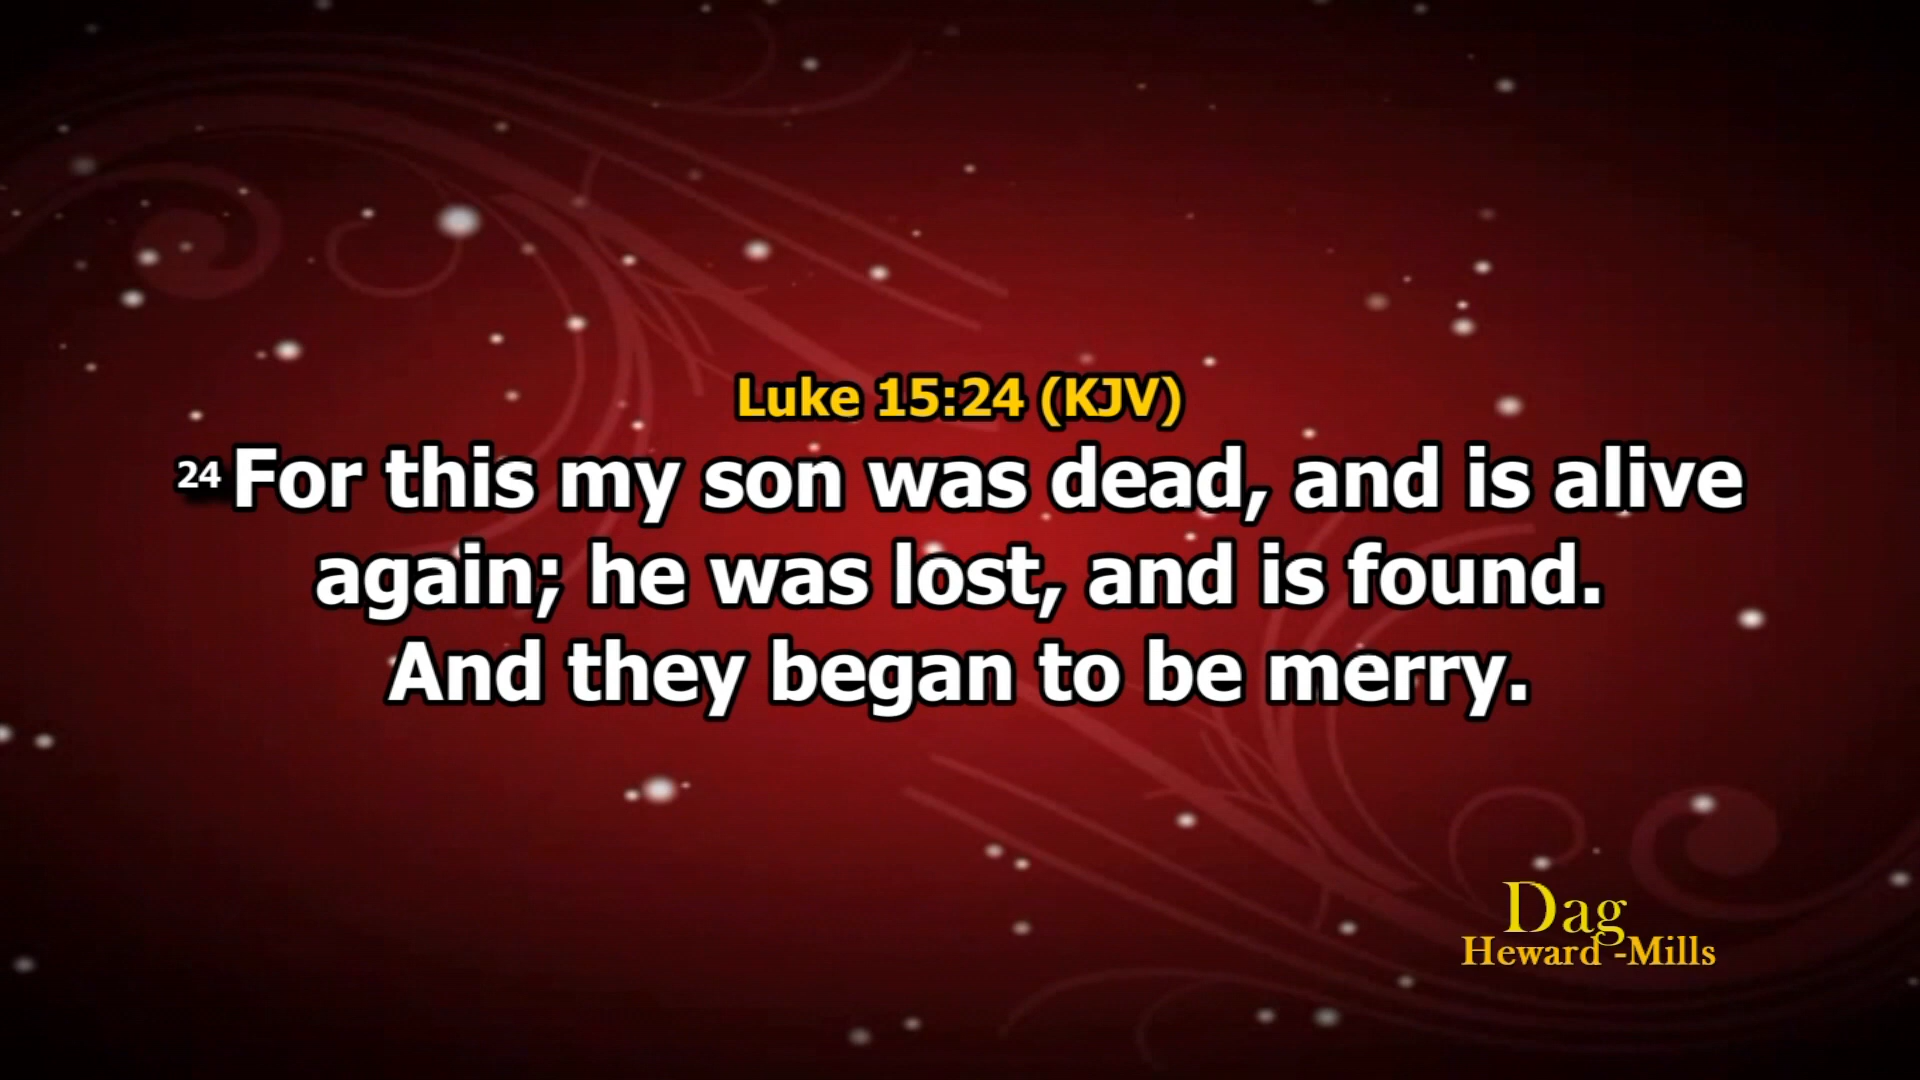 Luke 15:24 (KJV)
24 For this my son was dead, and is alive
again; he was lost, and is found.
And they began to be merry.
Dag
Heward -Mills